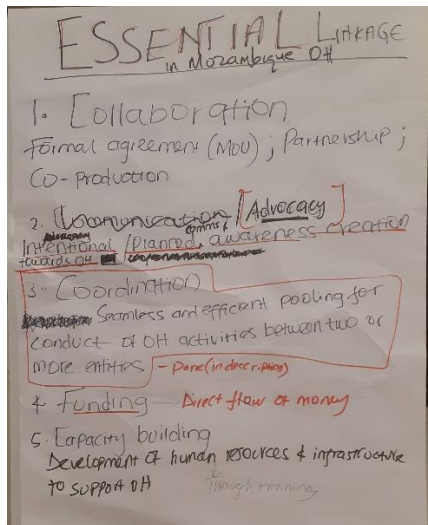 ESSENTIAL LINKAGE
in MOZAMBIQUE OH
1. Collaboration
Formal agreement (MOU) ; Partnership ;
Co-production
2. Communication comms & [Advocacy]
Intentional /planned, awareness creation
towards OH
3. Coordination
Seamless and efficient pooling for
conduct of OH activities between two or
more entities - Done (in description)
4 Funding - Direct flow of money
5. Capacity building
Development of human resources & infrastructure
to support OH through training